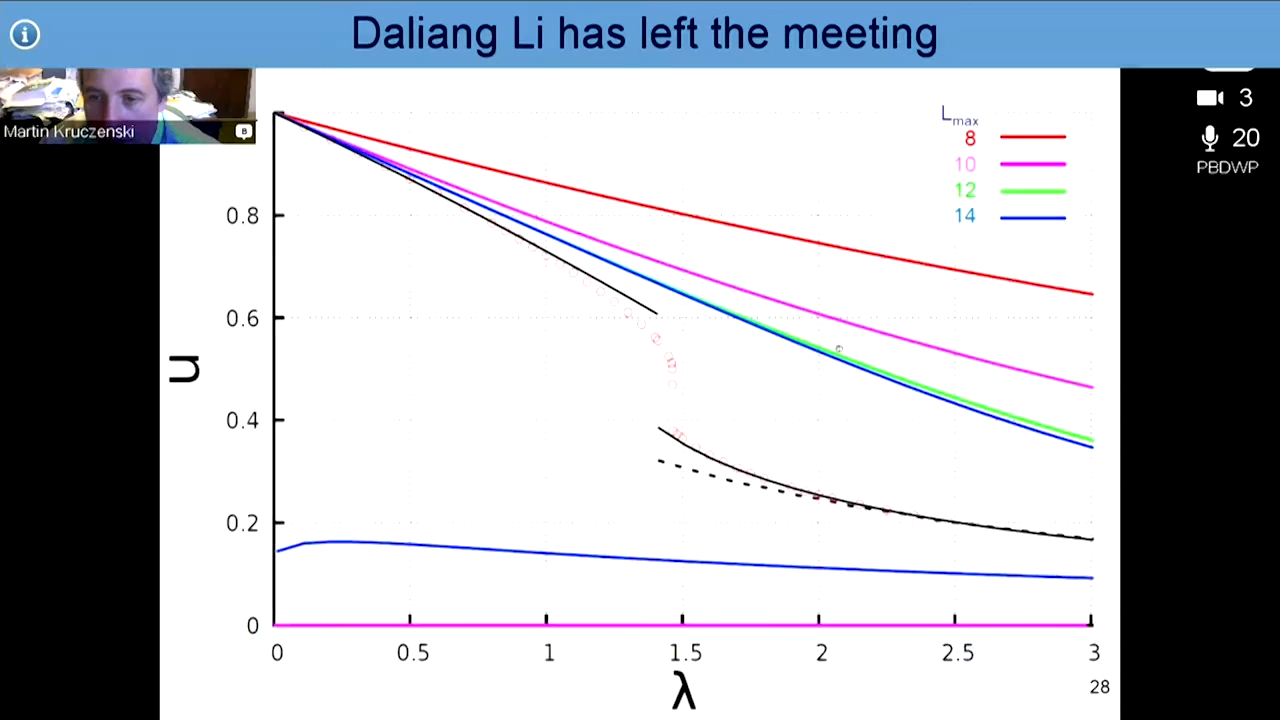 Daliang Li has left the meeting
Martin Kruczenski
3
20
PBDWP
Lmax
8
10
12
14
0.8
0.6
0.4
0.2
0
u
0 0.5 1 1.5 2 2.5 3
λ
28